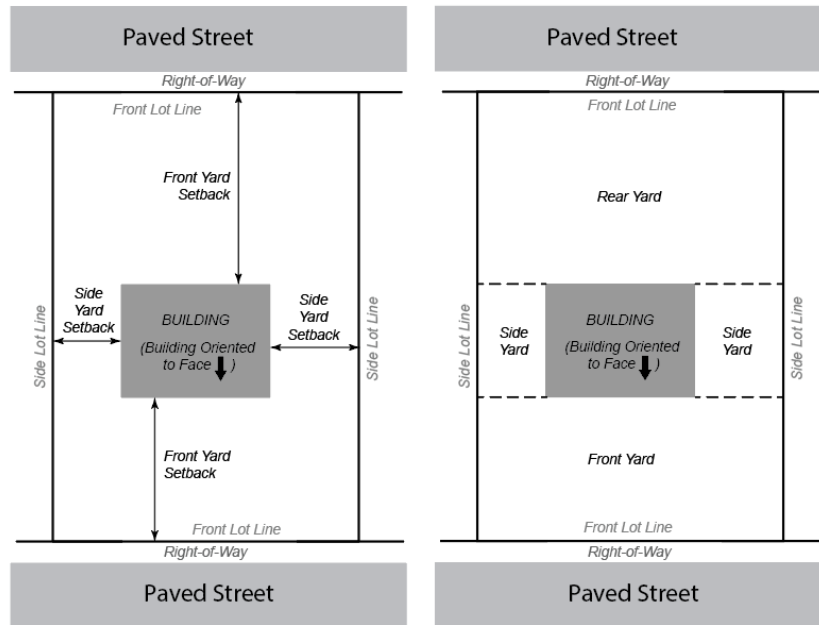 Paved Street
Right-of-Way
Front Lot Line
Front Yard
Setback
Side Lot Line
Side
Yard
Setback
BUILDING
(Building Oriented
to Face )
Side
Yard
Setback
Side Lot Line
Front Yard
Setback
Front Lot Line
Right-of-Way
Paved Street
Paved Street
Right-of-Way
Front Lot Line
Rear Yard
Side Lot Line
Side
Yard
BUILDING
(Building Oriented
to Face )
Side
Yard
Side Lot Line
Front Yard
Front Lot Line
Right-of-Way
Paved Street